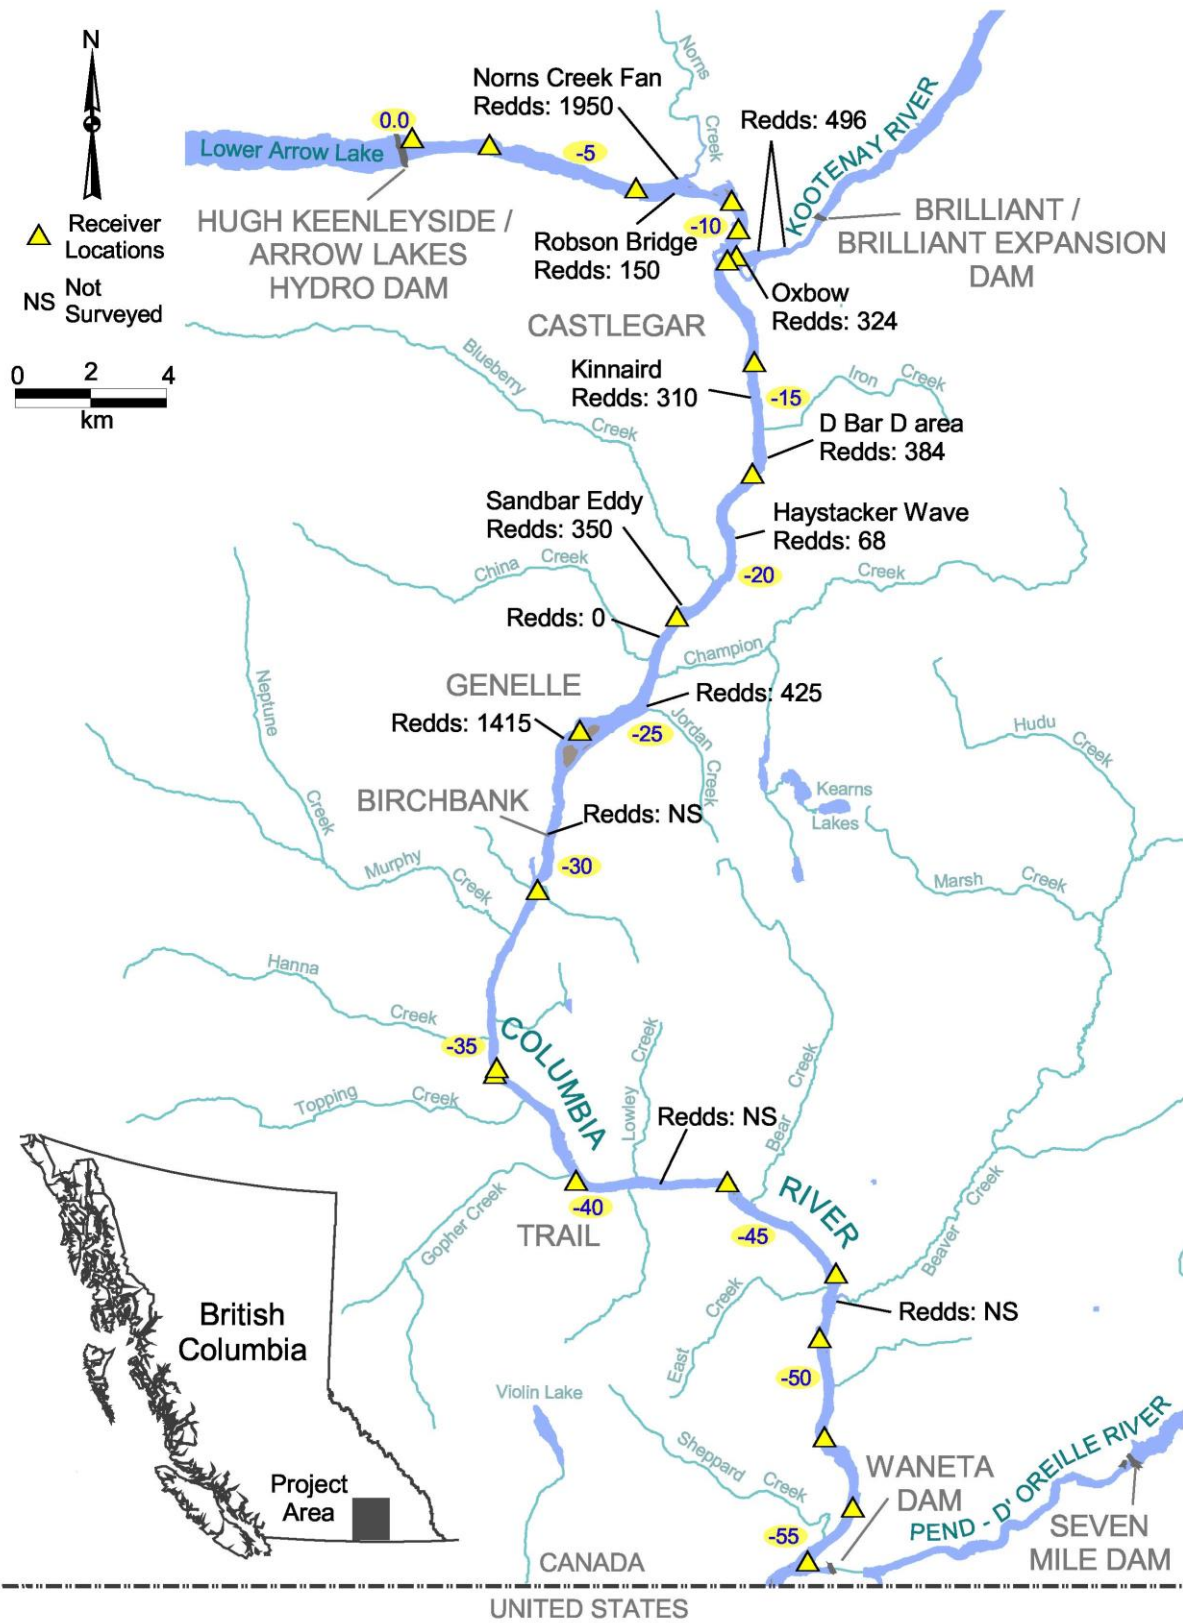 N
Receiver
Locations
NS Not
Surveyed
0 2 4
km
Norns Creek Fan
Redds: 1950
Norns
Creek
Redds: 496
KOOTENAY RIVER
0.0
Lower Arrow Lake
-5
-10
HUGH KEENLEYSIDE /
ARROW LAKES
HYDRO DAM
Robson Bridge
Redds: 150
BRILLIANT /
BRILLIANT EXPANSION
DAM
Oxbow
Redds: 324
CASTLEGAR
Blueberry
Creek
Kinnaird
Redds: 310
-15
Iron Creek
D Bar D area
Redds: 384
Sandbar Eddy
Redds: 350
Haystacker Wave
Redds: 68
China Creek
-20
Creek
Redds: 0
Champion
GENELLE
Redds: 425
Neptune
Creek
Redds: 1415
-25
Jordan
Creek
Hudu
Creek
Kearns
Lakes
BIRCHBANK
Redds: NS
-30
Murphy
Creek
Marsh Creek
Hanna
Creek
-35
COLUMBIA
Topping Creek
Lowley Creek
Bear Creek
Redds: NS
Gopher Creek
-40
TRAIL
-45
RIVER
Beaver Creek
East Creek
Redds: NS
British
Columbia
-50
Violin Lake
Sheppard
Creek
WANETA
DAM
PEND - D' OREILLE RIVER
Project
Area
-55
SEVEN
MILE DAM
CANADA
UNITED STATES